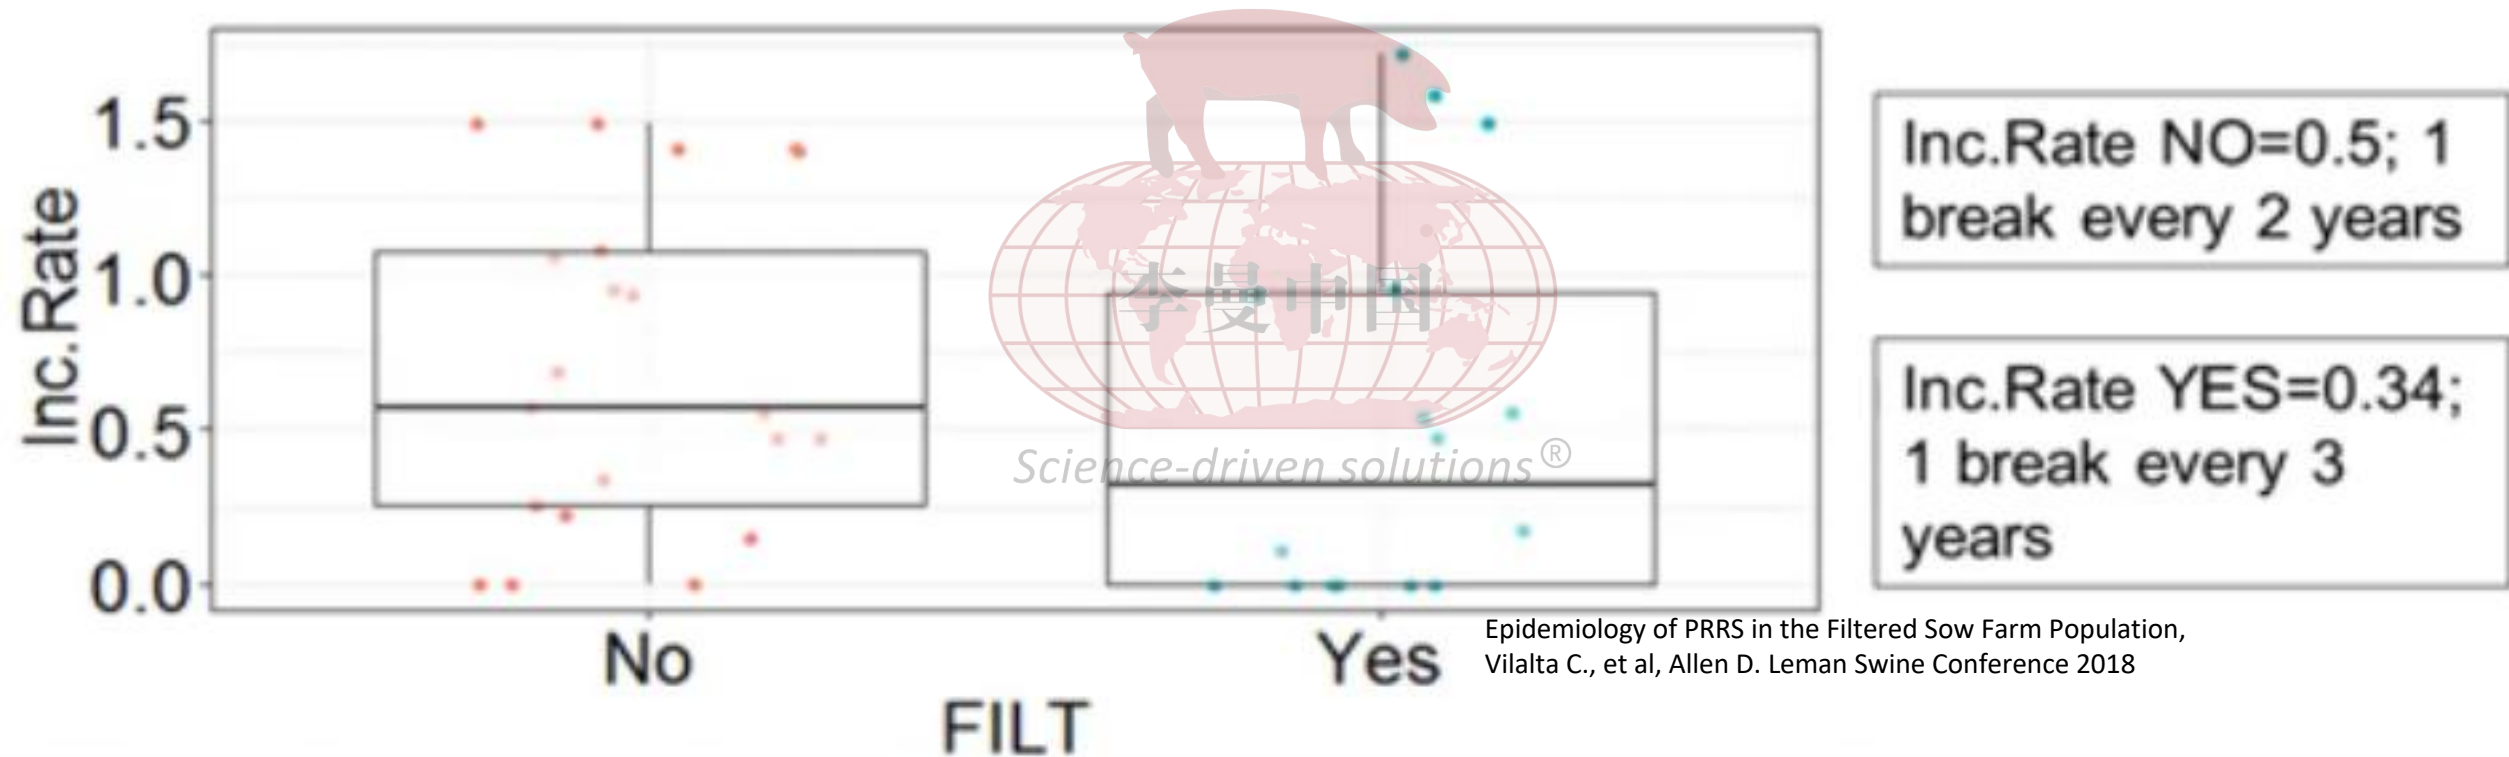 1.5
1.0
0.5
0.0
Inc.Rate
No
Yes
FILT
李曼中国
Science-driven solutions®
Inc.Rate NO=0.5; 1
break every 2 years
Inc.Rate YES=0.34;
1 break every 3
years
Epidemiology of PRRS in the Filtered Sow Farm Population,
Vilalta C., et al, Allen D. Leman Swine Conference 2018